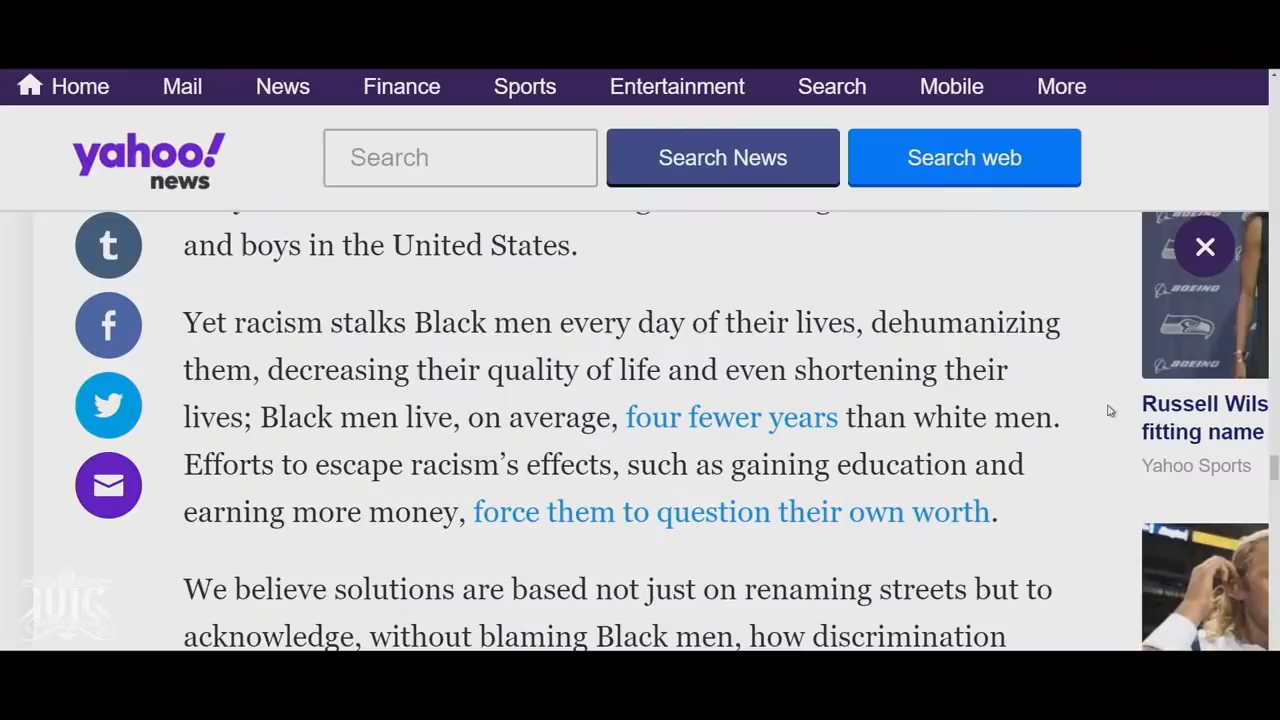 Home Mail News Finance Sports Entertainment Search Mobile More
yahoo! news
Search Search News Search web
and boys in the United States.
Yet racism stalks Black men every day of their lives, dehumanizing
them, decreasing their quality of life and even shortening their
lives; Black men live, on average, four fewer years than white men.
Efforts to escape racism's effects, such as gaining education and
earning more money, force them to question their own worth.
We believe solutions are based not just on renaming streets but to
acknowledge, without blaming Black men, how discrimination
t
f
BOEING
BOEING
Russell Wils
fitting name
Yahoo Sports
IUIC